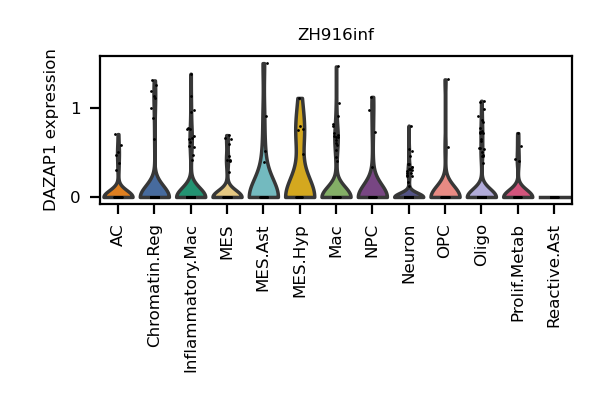 ZH916inf
DAZAP1 expression
1
0
AC
Chromatin.Reg
Inflammatory.Mac
MES
MES.Ast
MES.Hyp
Mac
NPC
Neuron
OPC
Oligo
Prolif.Metab
Reactive.Ast